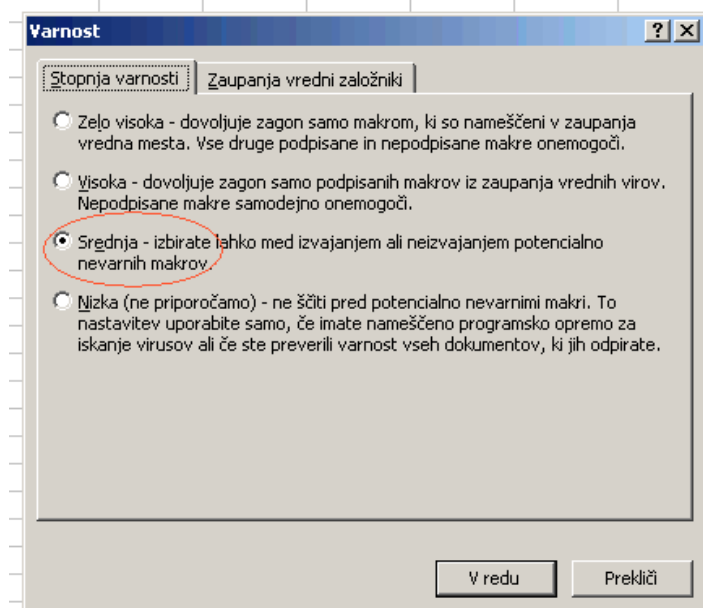 Varnost
Stopnja varnosti
Zaupanja vredni založniki
Zelo visoka - dovoljuje zagon samo makrom, ki so nameščeni v zaupanja
vredna mesta. Vse druge podpisane in nepodpisane makre onemogoči.
Visoka - dovoljuje zagon samo podpisanih makrov iz zaupanja vrednih virov.
Nepodpisane makre samodejno onemogoči.
Srednja - izbirate lahko med izvajanjem ali neizvajanjem potencialno
nevarnih makrov.
Nizka (ne priporočamo) - ne ščiti pred potencialno nevarnimi makri. To
nastavitev uporabite samo, če imate nameščeno programsko opremo za
iskanje virusov ali če ste preverili varnost vseh dokumentov, ki jih odpirate.
V redu
Prekliči